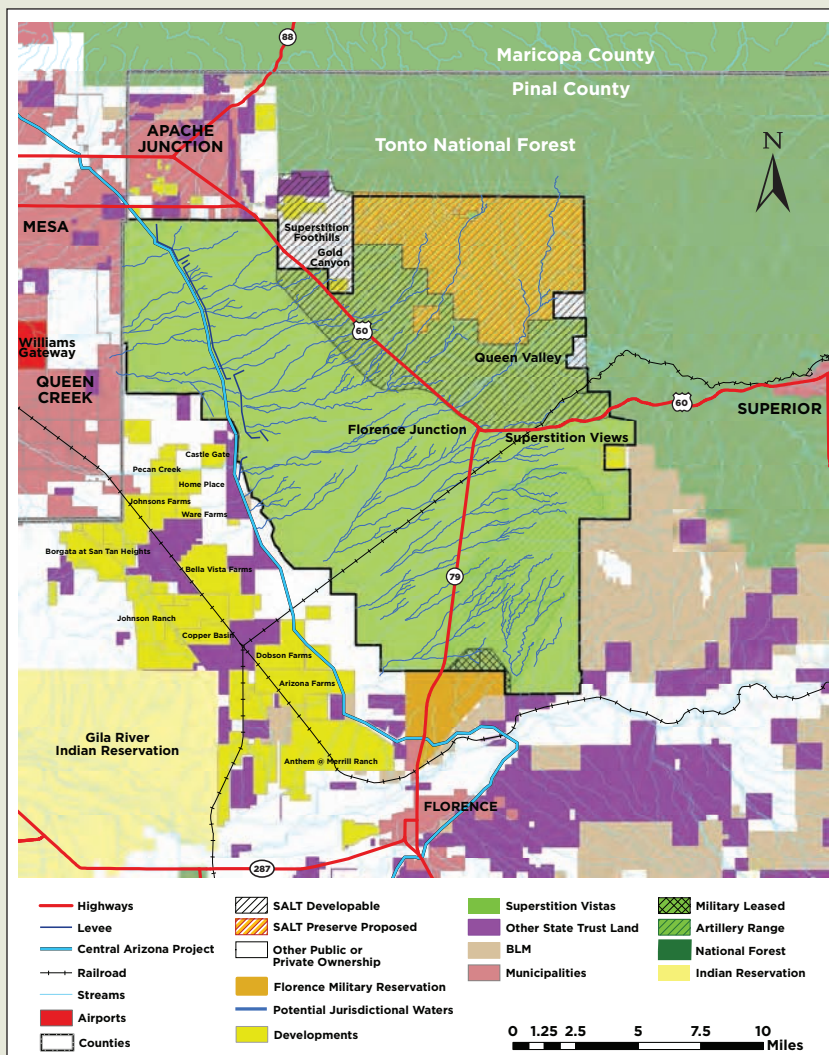 88
Maricopa County
Pinal County
N
APACHE
JUNCTION
Tonto National Forest
MESA
Superstition
Foothills
Gold
Canyon
60
Williams
Gateway
QUEEN
CREEK
Queen Valley
60
SUPERIOR
Florence Junction
Superstition Views
Castle Gate
Pecan Creek
Home Place
Johnsons Farms
Ware Farms
Borgata at San Tan Heights
Bella Vista Farms
79
Johnson Ranch
Copper Basin
Dobson Farms
Arizona Farms
Gila River
Indian Reservation
Anthem @ Merrill Ranch
FLORENCE
287
Highways
Levee
Central Arizona Project
Railroad
Streams
Airports
Counties
SALT Developable
SALT Preserve Proposed
Other Public or
Private Ownership
Florence Military Reservation
Potential Jurisdictional Waters
Developments
Superstition Vistas
Other State Trust Land
BLM
Municipalities
Military Leased
Artillery Range
National Forest
Indian Reservation
0 1.25 2.5 5 7.5 10
Miles